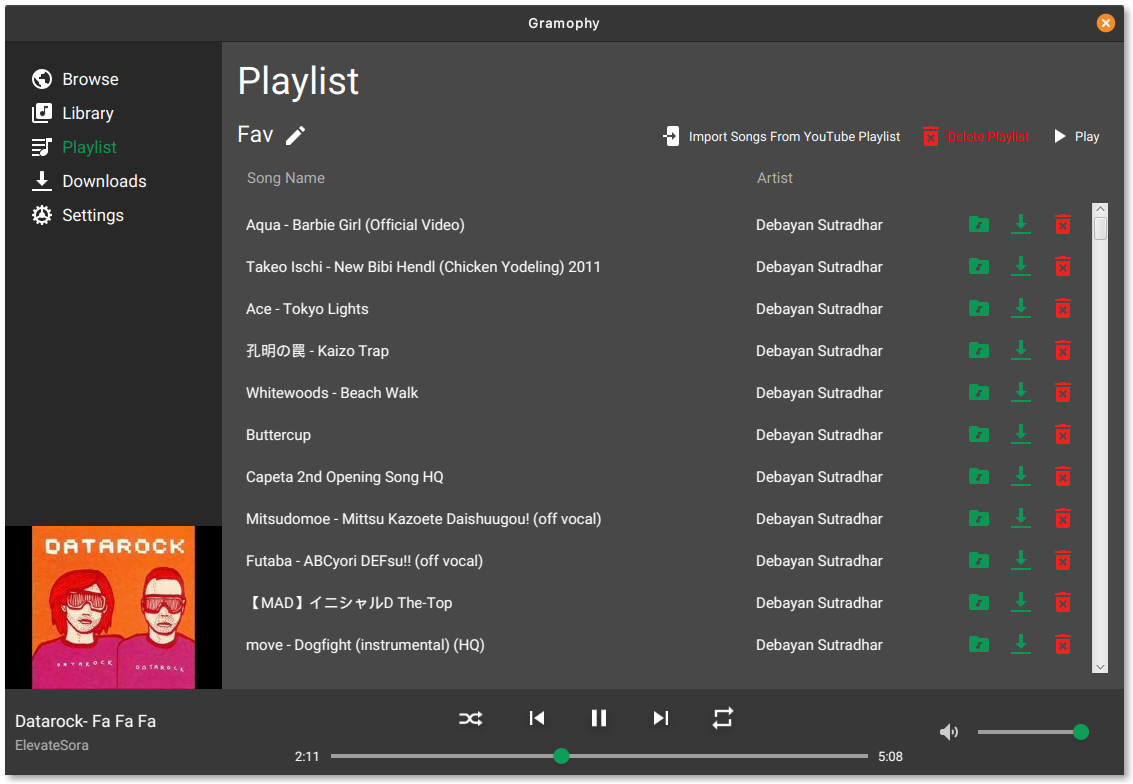 Gramophy
Browse
Library
Playlist
Downloads
Settings
Playlist
Fav
Import Songs From YouTube Playlist
Delete Playlist
Play
Song Name Artist
Aqua - Barbie Girl (Official Video) Debayan Sutradhar
Takeo Ischi - New Bibi Hendl (Chicken Yodeling) 2011 Debayan Sutradhar
Ace - Tokyo Lights Debayan Sutradhar
孔明の罠 - Kaizo Trap Debayan Sutradhar
Whitewoods - Beach Walk Debayan Sutradhar
Buttercup Debayan Sutradhar
Capeta 2nd Opening Song HQ Debayan Sutradhar
Mitsudomoe - Mittsu Kazoete Daishuugou! (off vocal) Debayan Sutradhar
Futaba - ABCyori DEFsu!! (off vocal) Debayan Sutradhar
【MAD】イニシャルD The-Top Debayan Sutradhar
move - Dogfight (instrumental) (HQ) Debayan Sutradhar
DATAROCK
DATAROCK DATAROCK
Datarock- Fa Fa Fa
ElevateSora
2:11 5:08